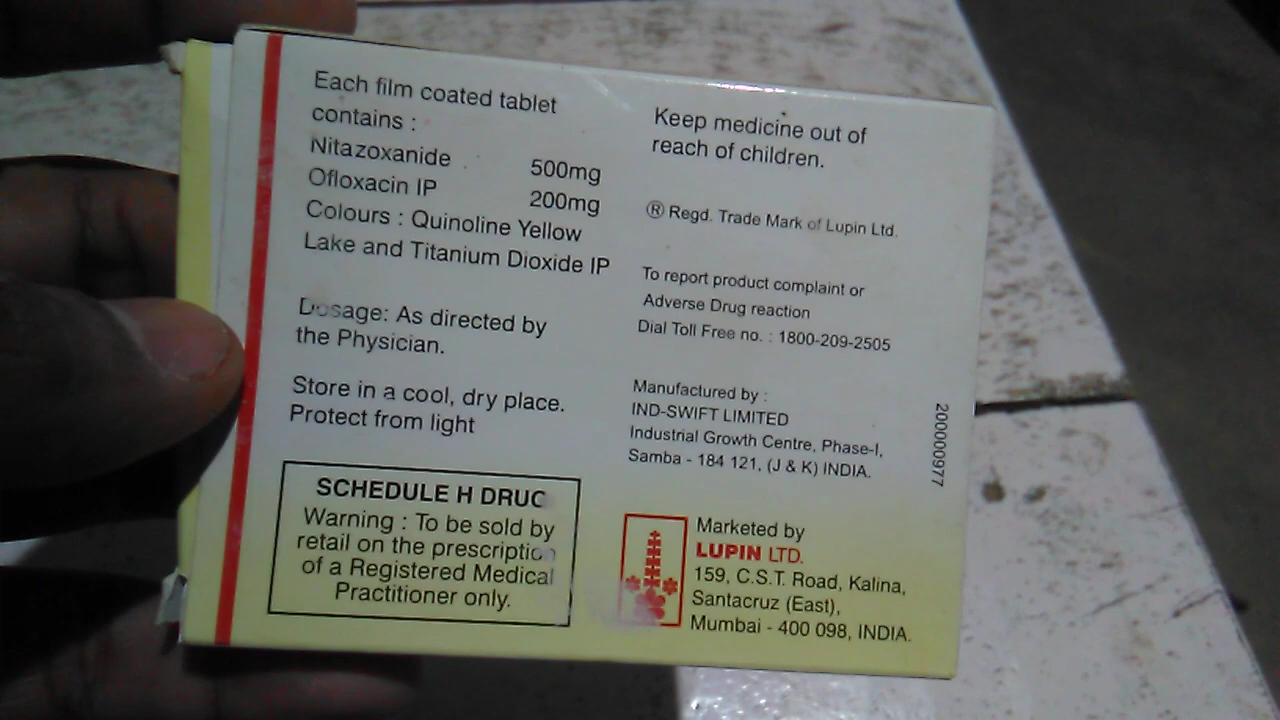 Each film coated tablet
contains :
Nitazoxanide 500mg
Ofloxacin IP 200mg
Colours : Quinoline Yellow
Lake and Titanium Dioxide IP
Dosage: As directed by
the Physician.
Store in a cool, dry place.
Protect from light
SCHEDULE H DRUG
Warning : To be sold by
retail on the prescription
of a Registered Medical
Practitioner only.
Keep medicine out of
reach of children.
® Regd. Trade Mark of Lupin Ltd.
To report product complaint or
Adverse Drug reaction
Dial Toll Free no. : 1800-209-2505
Manufactured by :
IND-SWIFT LIMITED
Industrial Growth Centre, Phase-I,
Samba - 184 121, (J & K) INDIA.
Marketed by
LUPIN LTD.
159, C.S.T. Road, Kalina,
Santacruz (East),
Mumbai - 400 098, INDIA.
200000977